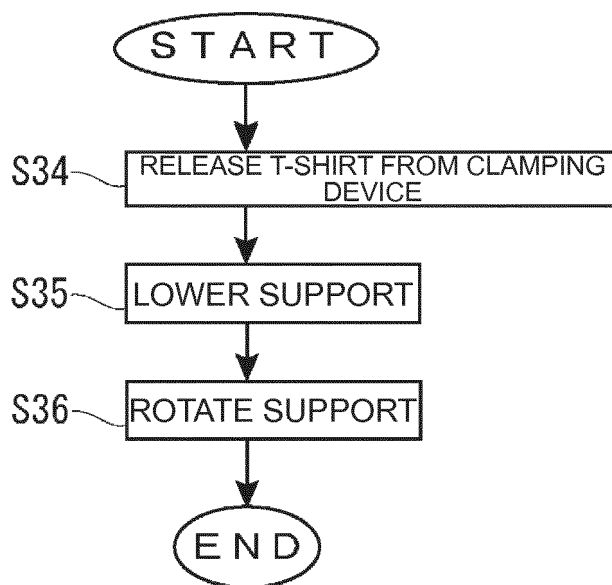 START
S34
RELEASE T-SHIRT FROM CLAMPING
DEVICE
S35
LOWER SUPPORT
S36
ROTATE SUPPORT
END